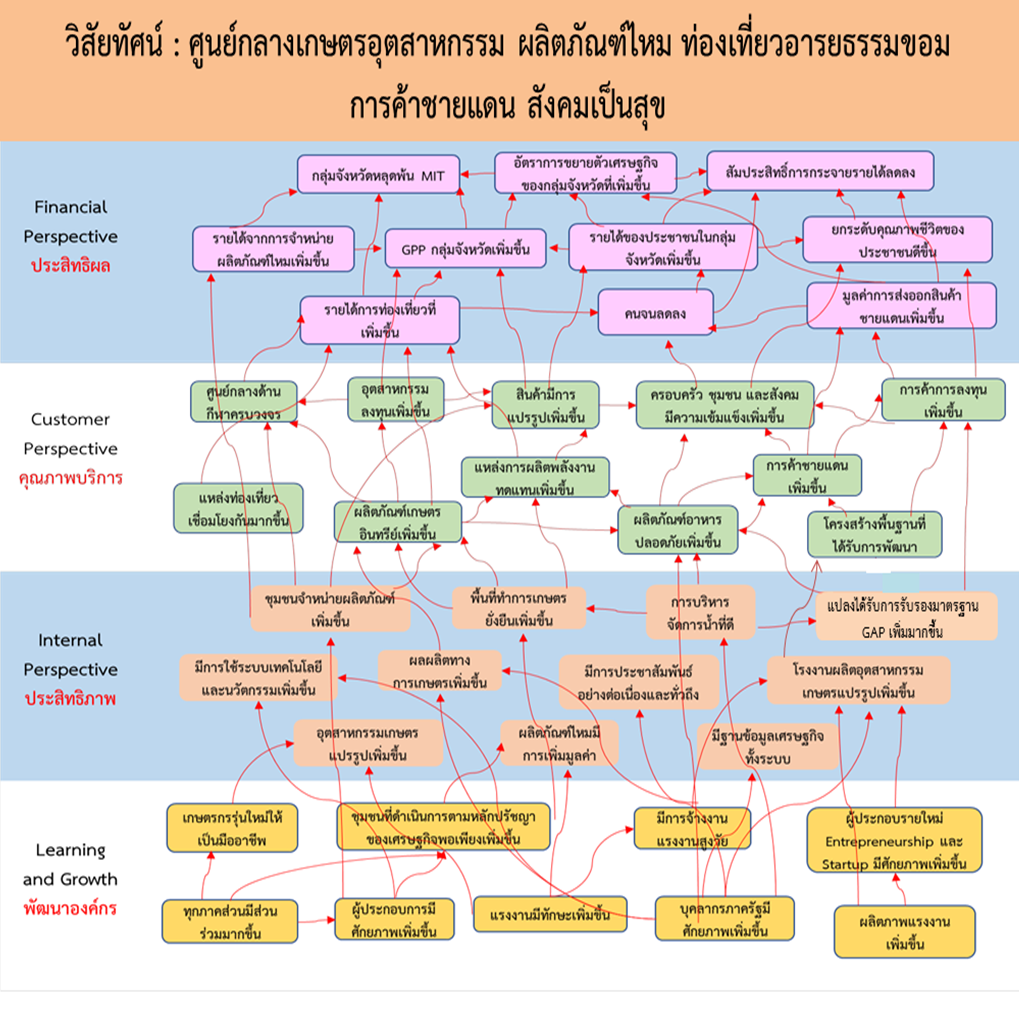 วิสัยทัศน์ : ศูนย์กลางเกษตรอุตสาหกรรม ผลิตภัณฑ์ไหม ท่องเที่ยวอารยธรรมขอม
การค้าชายแดน สังคมเป็นสุข
Financial
Perspective
ประสิทธิผล
กลุ่มจังหวัดหลุดพ้น MIT
อัตราการขยายตัวเศรษฐกิจ
ของกลุ่มจังหวัดที่เพิ่มขึ้น
สัมประสิทธิ์การกระจายรายได้ลดลง
รายได้จากการจำหน่าย
ผลิตภัณฑ์ไหมเพิ่มขึ้น
GPP กลุ่มจังหวัดเพิ่มขึ้น
รายได้ของประชาชนในกลุ่ม
จังหวัดเพิ่มขึ้น
ยกระดับคุณภาพชีวิตของ
ประชาชนดีขึ้น
รายได้การท่องเที่ยวที่
เพิ่มขึ้น
คนจนลดลง
มูลค่าการส่งออกสินค้า
ชายแดนเพิ่มขึ้น
Customer
Perspective
คุณภาพบริการ
ศูนย์กลางด้าน
กีฬาครบวงจร
อุตสาหกรรม
ลงทุนเพิ่มขึ้น
สินค้ามีการ
แปรรูปเพิ่มขึ้น
ครอบครัว ชุมชน และสังคม
มีความเข้มแข็งเพิ่มขึ้น
การค้าการลงทุน
เพิ่มขึ้น
แหล่งท่องเที่ยว
เชื่อมโยงกันมากขึ้น
ผลิตภัณฑ์เกษตร
อินทรีย์เพิ่มขึ้น
แหล่งการผลิตพลังงาน
ทดแทนเพิ่มขึ้น
ผลิตภัณฑ์อาหาร
ปลอดภัยเพิ่มขึ้น
การค้าชายแดน
เพิ่มขึ้น
โครงสร้างพื้นฐานที่
ได้รับการพัฒนา
Internal
Perspective
ประสิทธิภาพ
ชุมชนจำหน่ายผลิตภัณฑ์
เพิ่มขึ้น
พื้นที่ทำการเกษตร
ยั่งยืนเพิ่มขึ้น
การบริหาร
จัดการน้ำที่ดี
แปลงได้รับการรับรองมาตรฐาน
GAP เพิ่มมากขึ้น
มีการใช้ระบบเทคโนโลยี
และนวัตกรรมเพิ่มขึ้น
ผลผลิตทาง
การเกษตรเพิ่มขึ้น
มีการประชาสัมพันธ์
อย่างต่อเนื่องและทั่วถึง
โรงงานผลิตอุตสาหกรรม
เกษตรแปรรูปเพิ่มขึ้น
อุตสาหกรรมเกษตร
แปรรูปเพิ่มขึ้น
ผลิตภัณฑ์ไหมมี
การเพิ่มมูลค่า
มีฐานข้อมูลเศรษฐกิจ
ทั้งระบบ
Learning
and Growth
พัฒนาองค์กร
เกษตรกรรุ่นใหม่ให้
เป็นมืออาชีพ
ชุมชนที่ดำเนินการตามหลักปรัชญา
ของเศรษฐกิจพอเพียงเพิ่มขึ้น
มีการจ้างงาน
แรงงานสูงวัย
ผู้ประกอบรายใหม่
Entrepreneurship และ
Startup มีศักยภาพเพิ่มขึ้น
ทุกภาคส่วนมีส่วน
ร่วมมากขึ้น
ผู้ประกอบการมี
ศักยภาพเพิ่มขึ้น
แรงงานมีทักษะเพิ่มขึ้น
บุคลากรภาครัฐมี
ศักยภาพเพิ่มขึ้น
ผลิตภาพแรงงาน
เพิ่มขึ้น